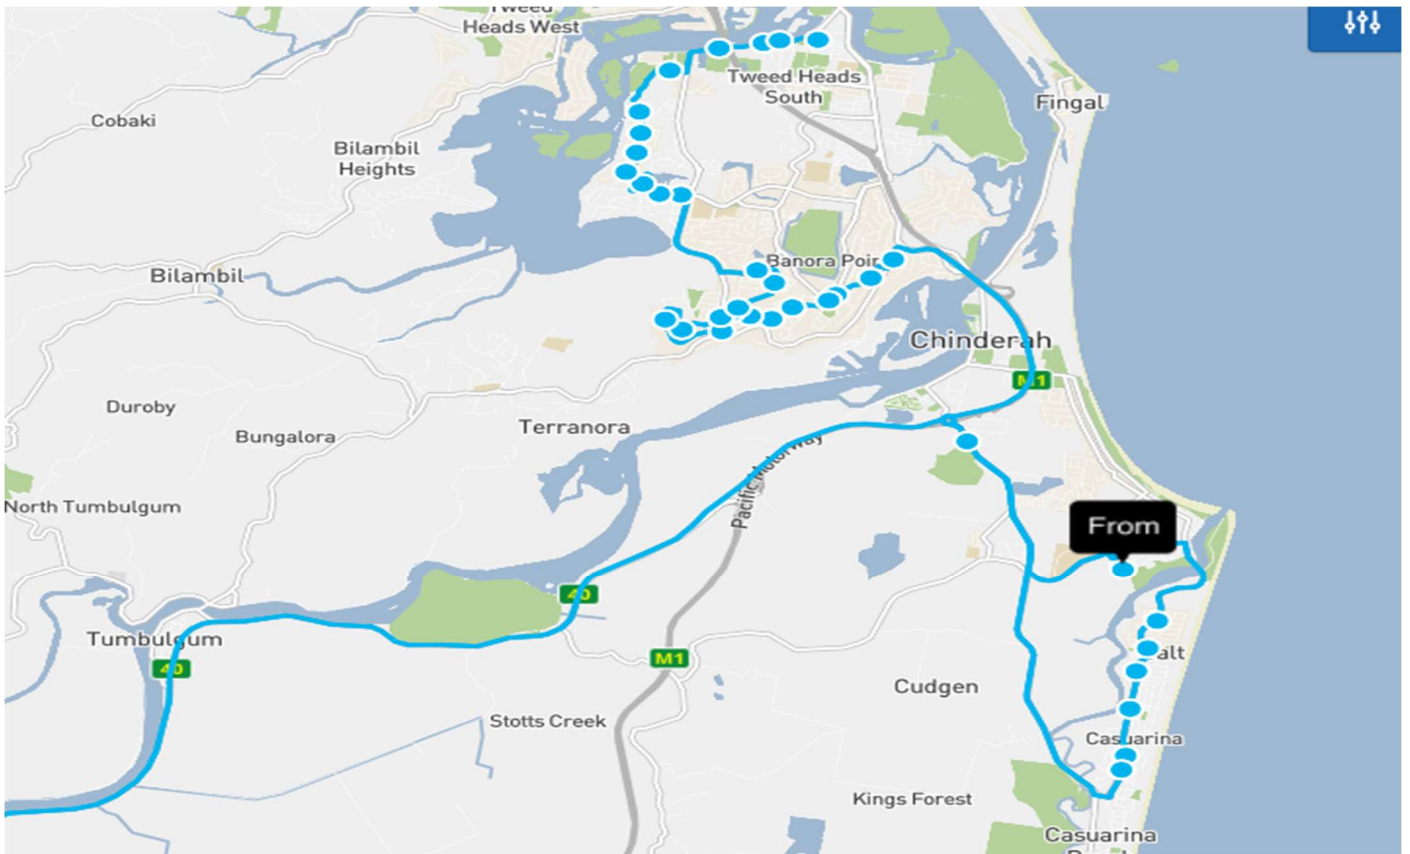 Tweed
Heads West
Tweed Heads
South
Fingal
Cobaki
Bilambil
Heights
Banora Poin
Bilambil
Chinderah
M1
Duroby
Terranora
Bungalora
Pacific Motorway
North Tumbulgum
From
40
Tumbulgum
M1
alt
40
Cudgen
Stotts Creek
Casuarina
Kings Forest
Casuarina